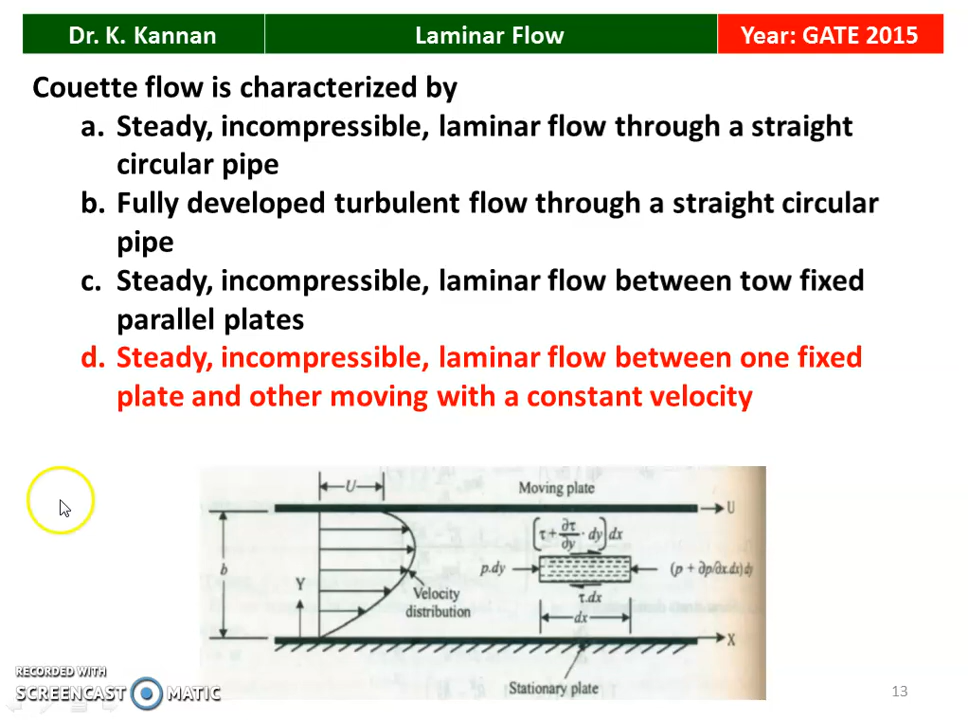 Dr. K. Kannan
Laminar Flow
Year: GATE 2015
Couette flow is characterized by
a. Steady, incompressible, laminar flow through a straight
circular pipe
b. Fully developed turbulent flow through a straight circular
pipe
c. Steady, incompressible, laminar flow between tow fixed
parallel plates
d. Steady, incompressible, laminar flow between one fixed
plate and other moving with a constant velocity
U
Moving plate
U
(τ + ∂τ/∂y · dy) dx
b
Y
p.dy
(p + ∂p/∂x.dx) dy
Velocity
distribution
τ.dx
dx
X
Stationary plate
RECORDED WITH
SCREENCAST MATIC
13